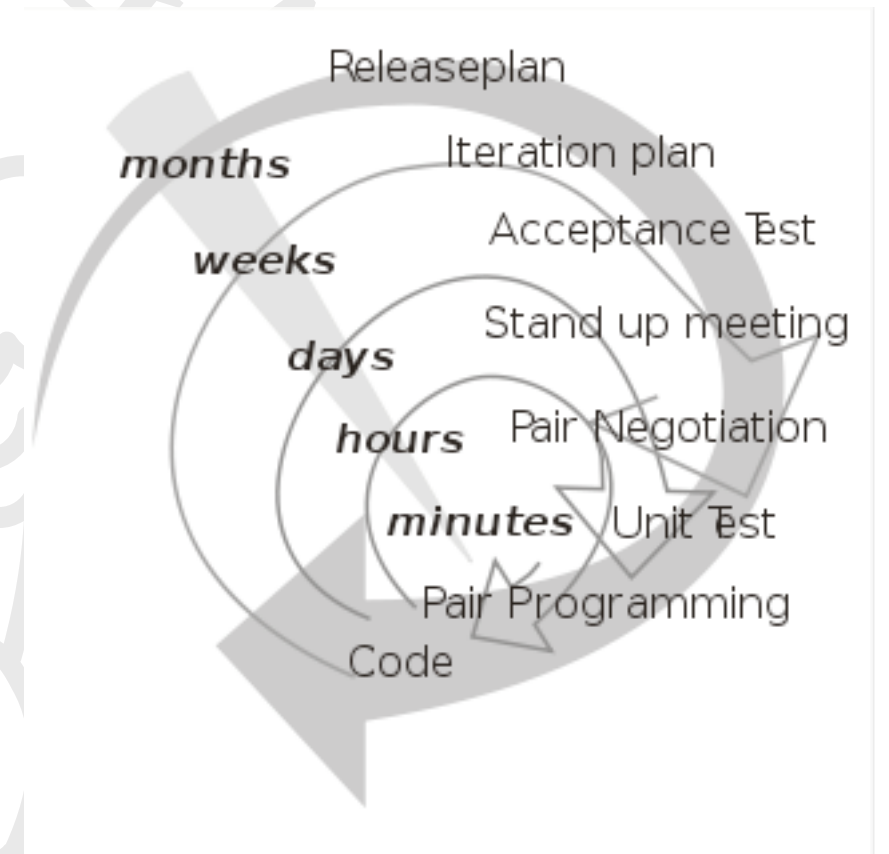 Releaseplan
Iteration plan
months
Acceptance Test
weeks
Stand up meeting
days
Pair Negotiation
hours
minutes
Unit Test
Pair Programming
Code